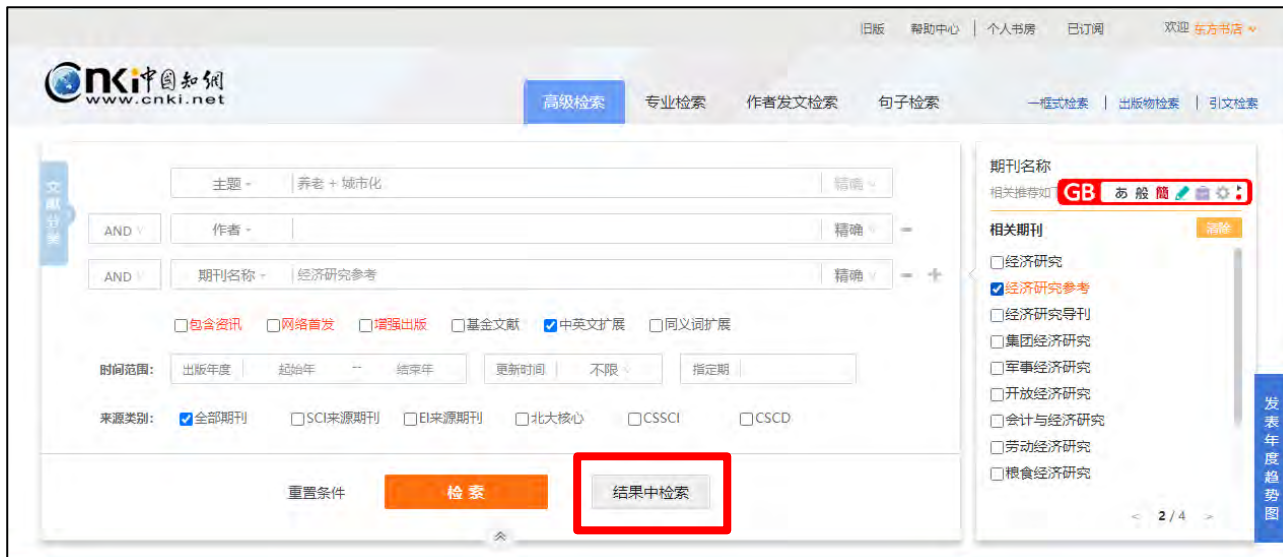 旧版 帮助中心 | 个人书房 已订阅 欢迎 东方书店
cnki中国知網
www.cnki.net
高级检索 专业检索 作者发文检索 句子检索 一框式检索 | 出版物检索 | 引文检索
文献分类
主题 养老 + 城市化 精确
AND 作者 精确 −
AND 期刊名称 经济研究参考 精确 − +
包含资讯 网络首发 增强出版 基金文献 中英文扩展 同义词扩展
时间范围: 出版年度 起始年 -- 结束年 更新时间 不限 指定期
来源类别: 全部期刊 SCI来源期刊 EI来源期刊 北大核心 CSSCI CSCD
重置条件 检索 结果中检索
期刊名称
相关推荐如 GB あ 般 簡
相关期刊 清除
经济研究
经济研究参考
经济研究导刊
集团经济研究
军事经济研究
开放经济研究
会计与经济研究
劳动经济研究
粮食经济研究
< 2 / 4 >
发表年度趋势图